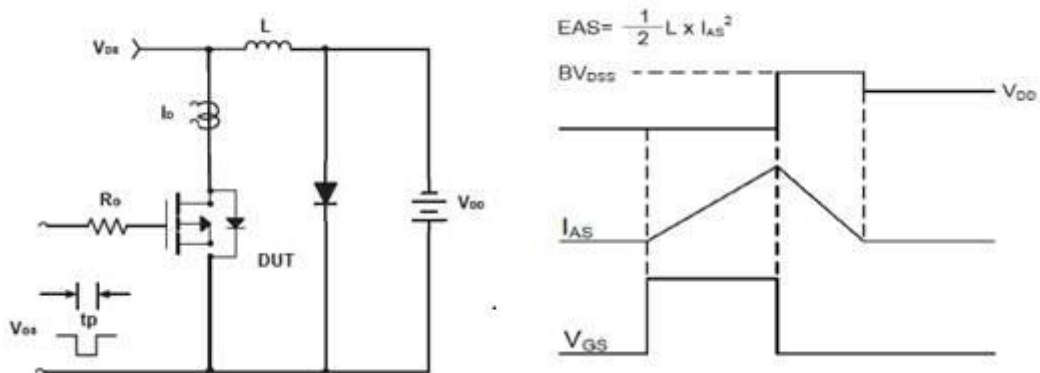 L
VDS
ID
RG
VDD
DUT
tp
VGS
EAS= 1/2 L x IAS²
BVDSS
VDD
IAS
VGS